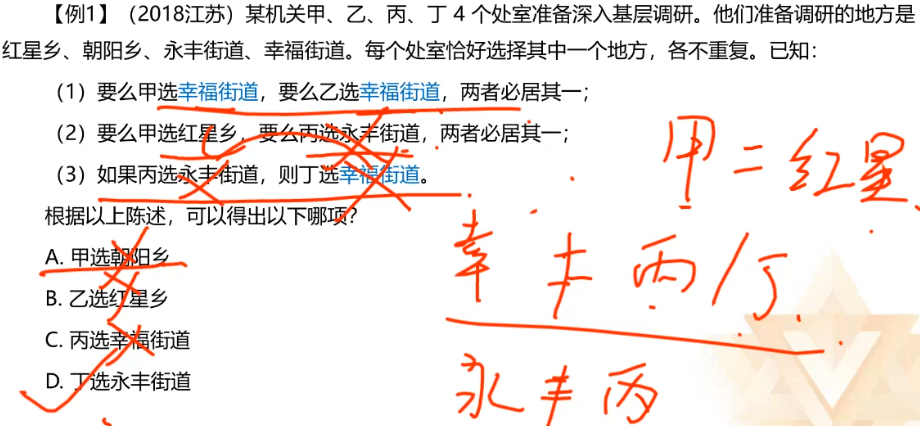 【例1】（2018江苏）某机关甲、乙、丙、丁 4 个处室准备深入基层调研。他们准备调研的地方是
红星乡、朝阳乡、永丰街道、幸福街道。每个处室恰好选择其中一个地方，各不重复。已知：
（1）要么甲选幸福街道，要么乙选幸福街道，两者必居其一；
（2）要么甲选红星乡，要么丙选永丰街道，两者必居其一；
（3）如果丙选永丰街道，则丁选幸福街道。
甲=红星
根据以上陈述，可以得出以下哪项？
幸≠丙/丁
A. 甲选朝阳乡
B. 乙选红星乡
C. 丙选幸福街道
D. 丁选永丰街道
永≠丙